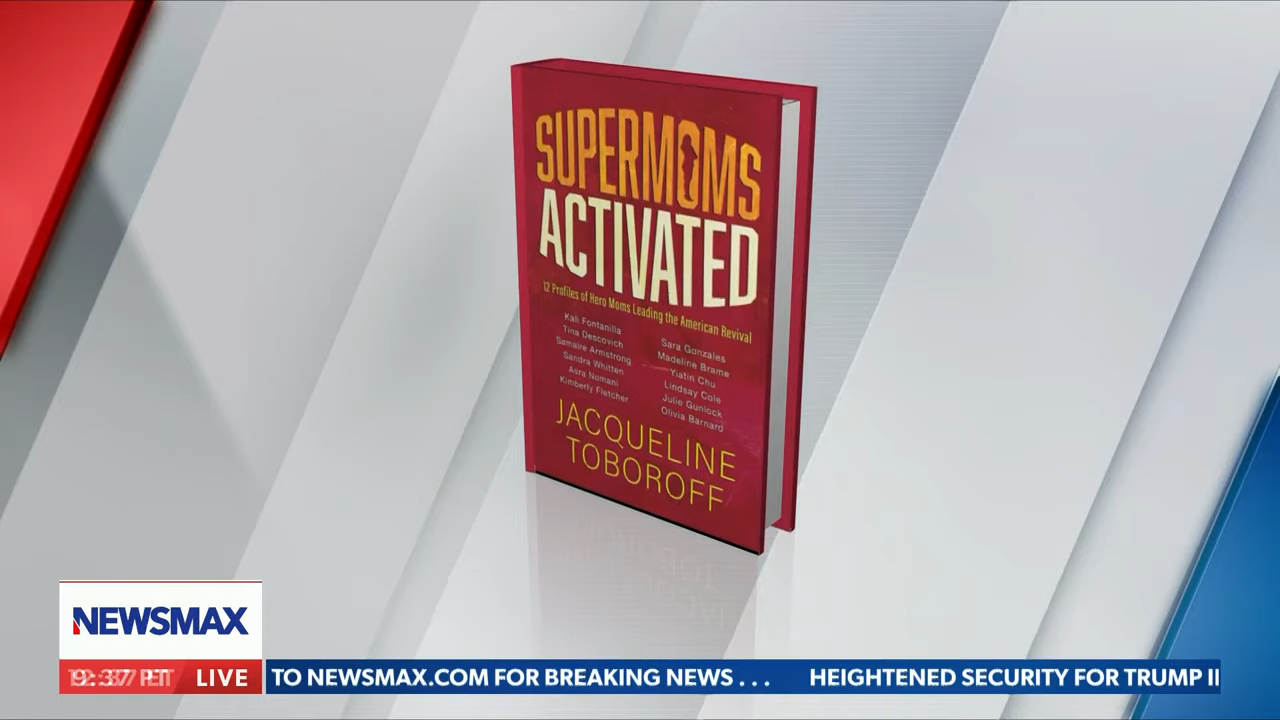 SUPERMOMS
ACTIVATED
12 Profiles of Hero Moms Leading the American Revival
Kali Fontanilla
Tina Descovich
Samaire Armstrong
Sandra Whitten
Asra Nomani
Kimberly Fletcher
Sara Gonzales
Madeline Brame
Yiatin Chu
Lindsay Cole
Julie Gunlock
Olivia Barnard
JACQUELINE
TOBOROFF
NEWSMAX
LIVE
TO NEWSMAX.COM FOR BREAKING NEWS . . . HEIGHTENED SECURITY FOR TRUMP